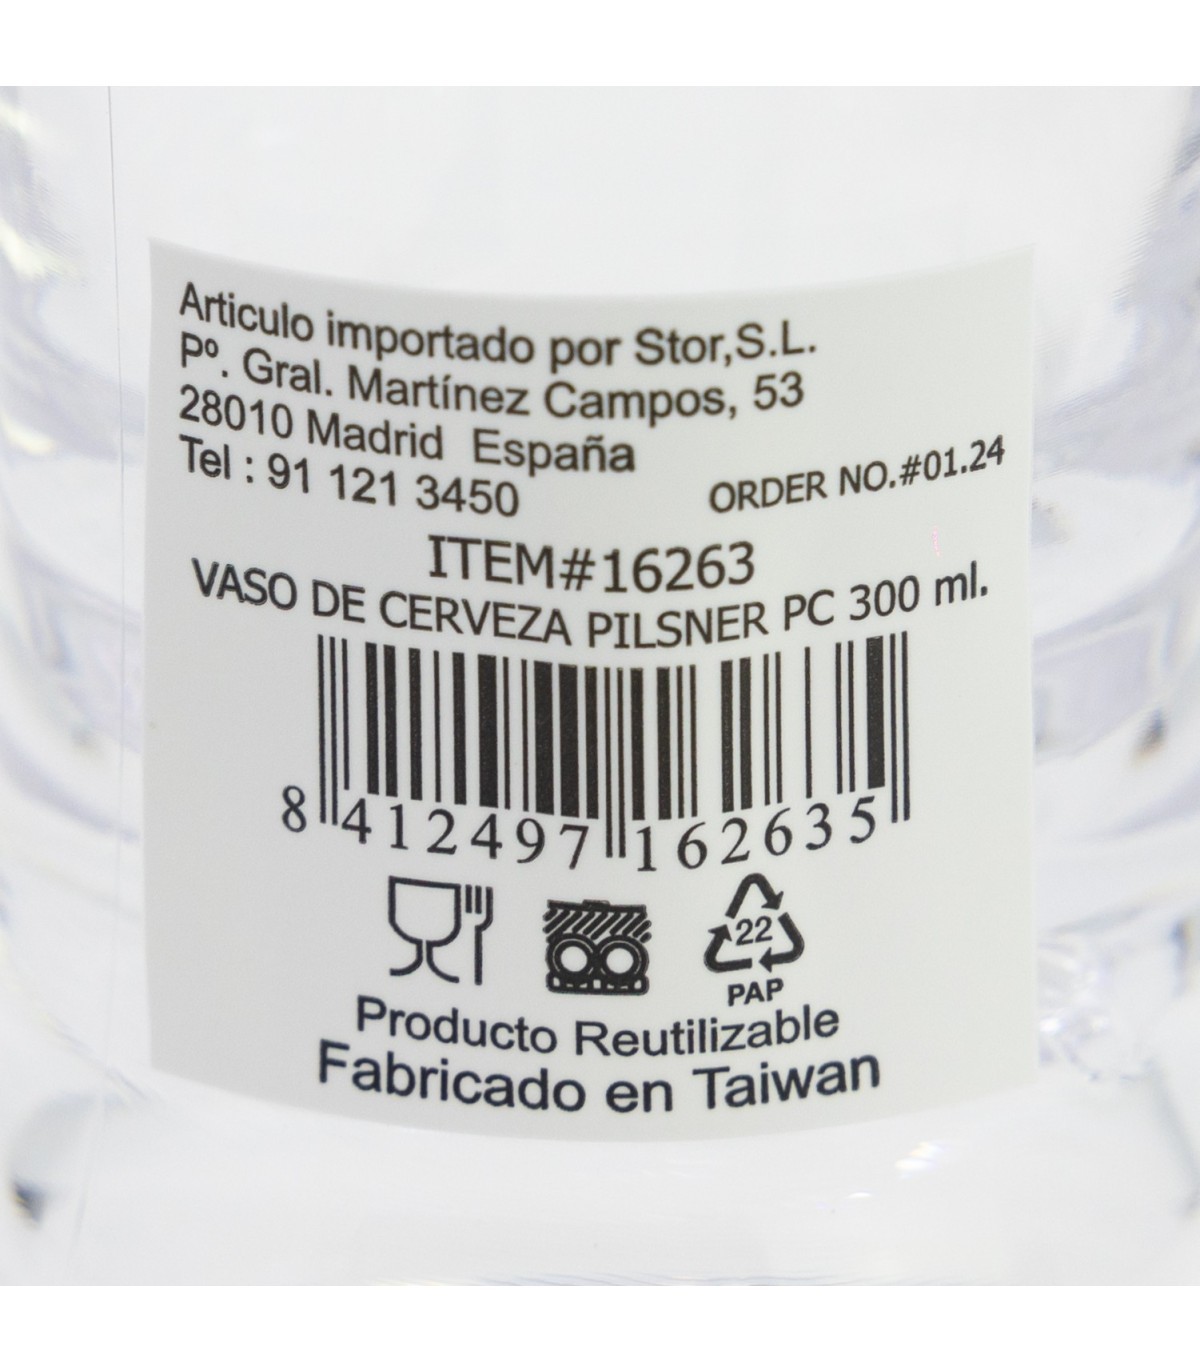 Articulo importado por Stor,S.L.
Pº. Gral. Martínez Campos, 53
28010 Madrid España
Tel : 91 121 3450
ORDER NO.#01.24
ITEM#16263
VASO DE CERVEZA PILSNER PC 300 ml.
8 412497 162635
22
PAP
Producto Reutilizable
Fabricado en Taiwan